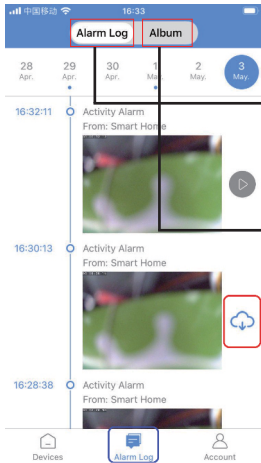 中国移动 16:33
Alarm Log Album
28 29 30 1 2 3
Apr. Apr. Apr. May. May. May.
16:32:11 Activity Alarm
From: Smart Home
16:30:13 Activity Alarm
From: Smart Home
16:28:38 Activity Alarm
From: Smart Home
Devices Alarm Log Account